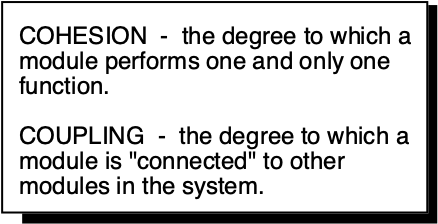 COHESION - the degree to which a
module performs one and only one
function.
COUPLING - the degree to which a
module is "connected" to other
modules in the system.